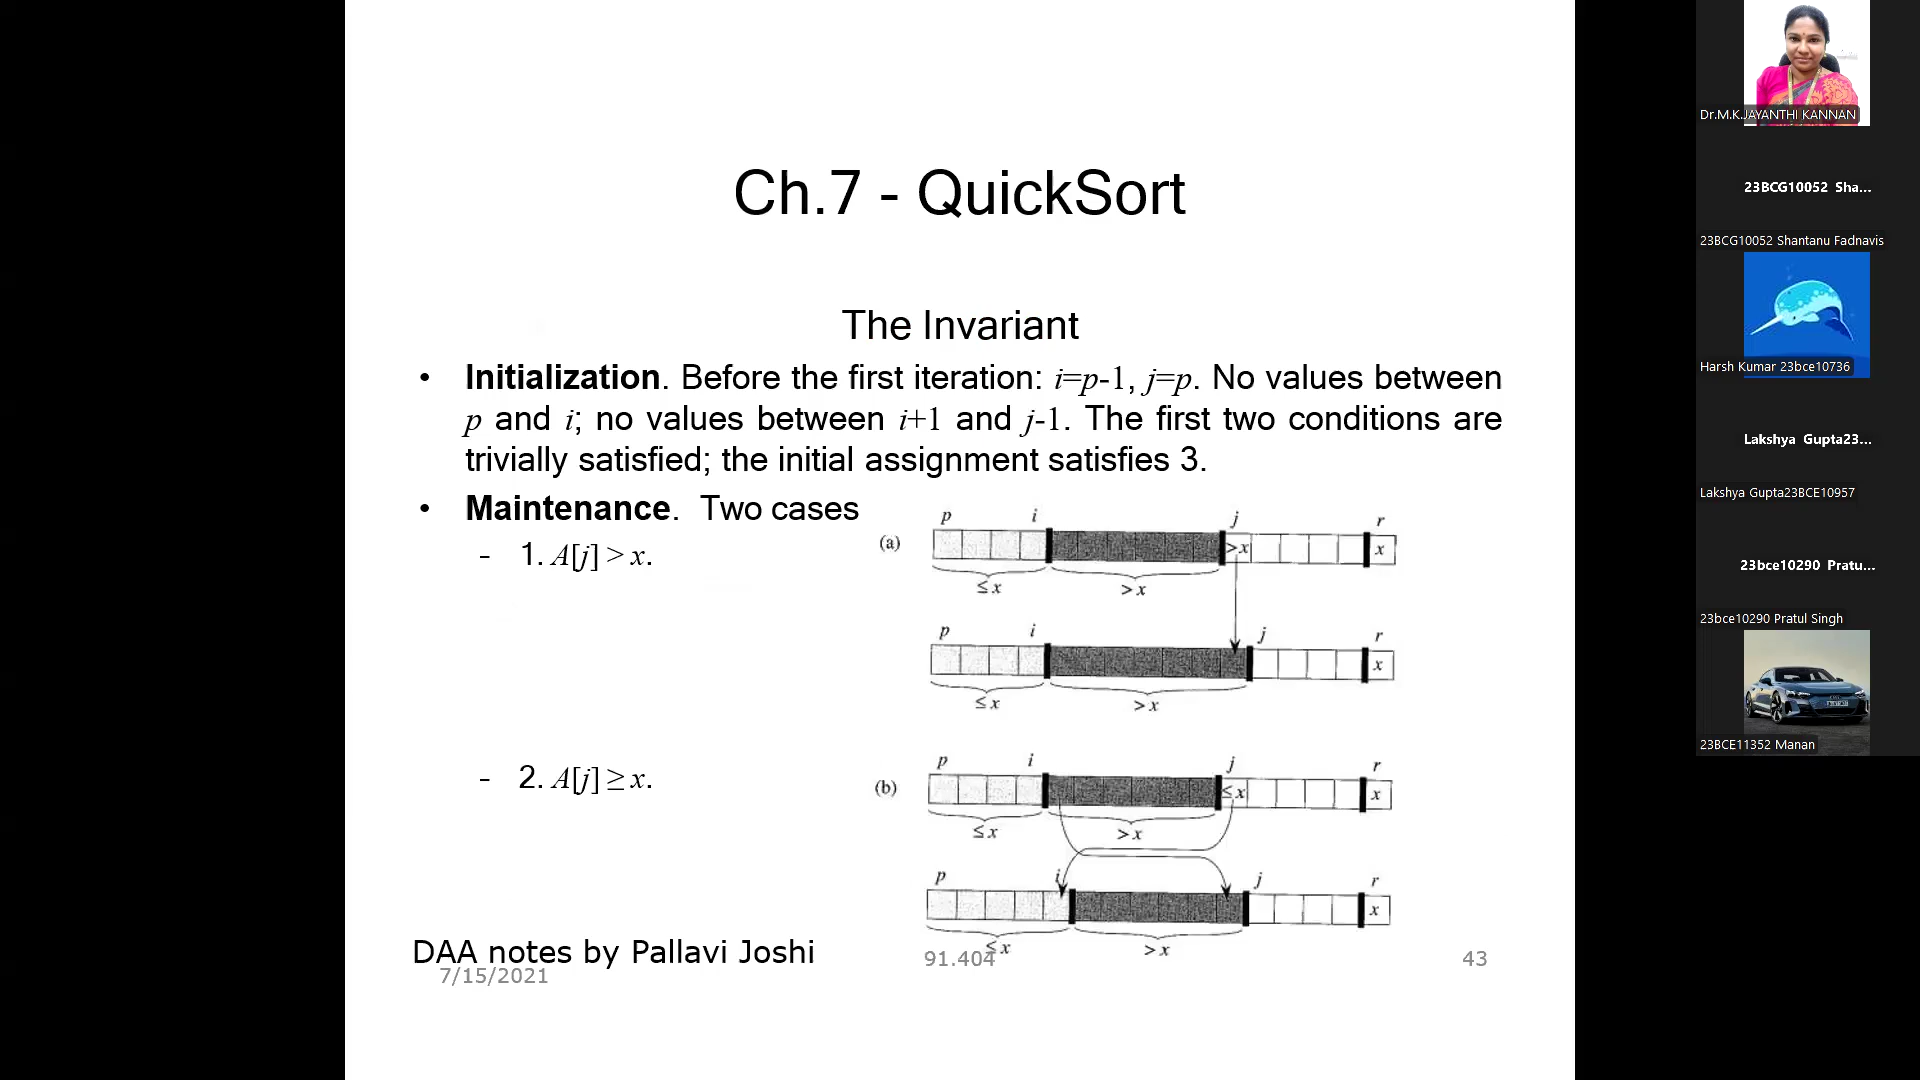 Ch.7 - QuickSort
The Invariant
• Initialization. Before the first iteration: i=p-1, j=p. No values between
p and i; no values between i+1 and j-1. The first two conditions are
trivially satisfied; the initial assignment satisfies 3.
• Maintenance. Two cases
- 1. A[j] > x.
(a)
p i j r
>x x
≤ x > x
p i j r
x
≤ x > x
- 2. A[j] ≥ x.
(b)
p i j r
≤x x
≤ x > x
p i j r
x
≤ x > x
DAA notes by Pallavi Joshi
7/15/2021
91.404
43
Dr.M.K.JAYANTHI KANNAN
23BCG10052 Sha...
23BCG10052 Shantanu Fadnavis
Harsh Kumar 23bce10736
Lakshya Gupta23...
Lakshya Gupta23BCE10957
23bce10290 Pratu...
23bce10290 Pratul Singh
23BCE11352 Manan